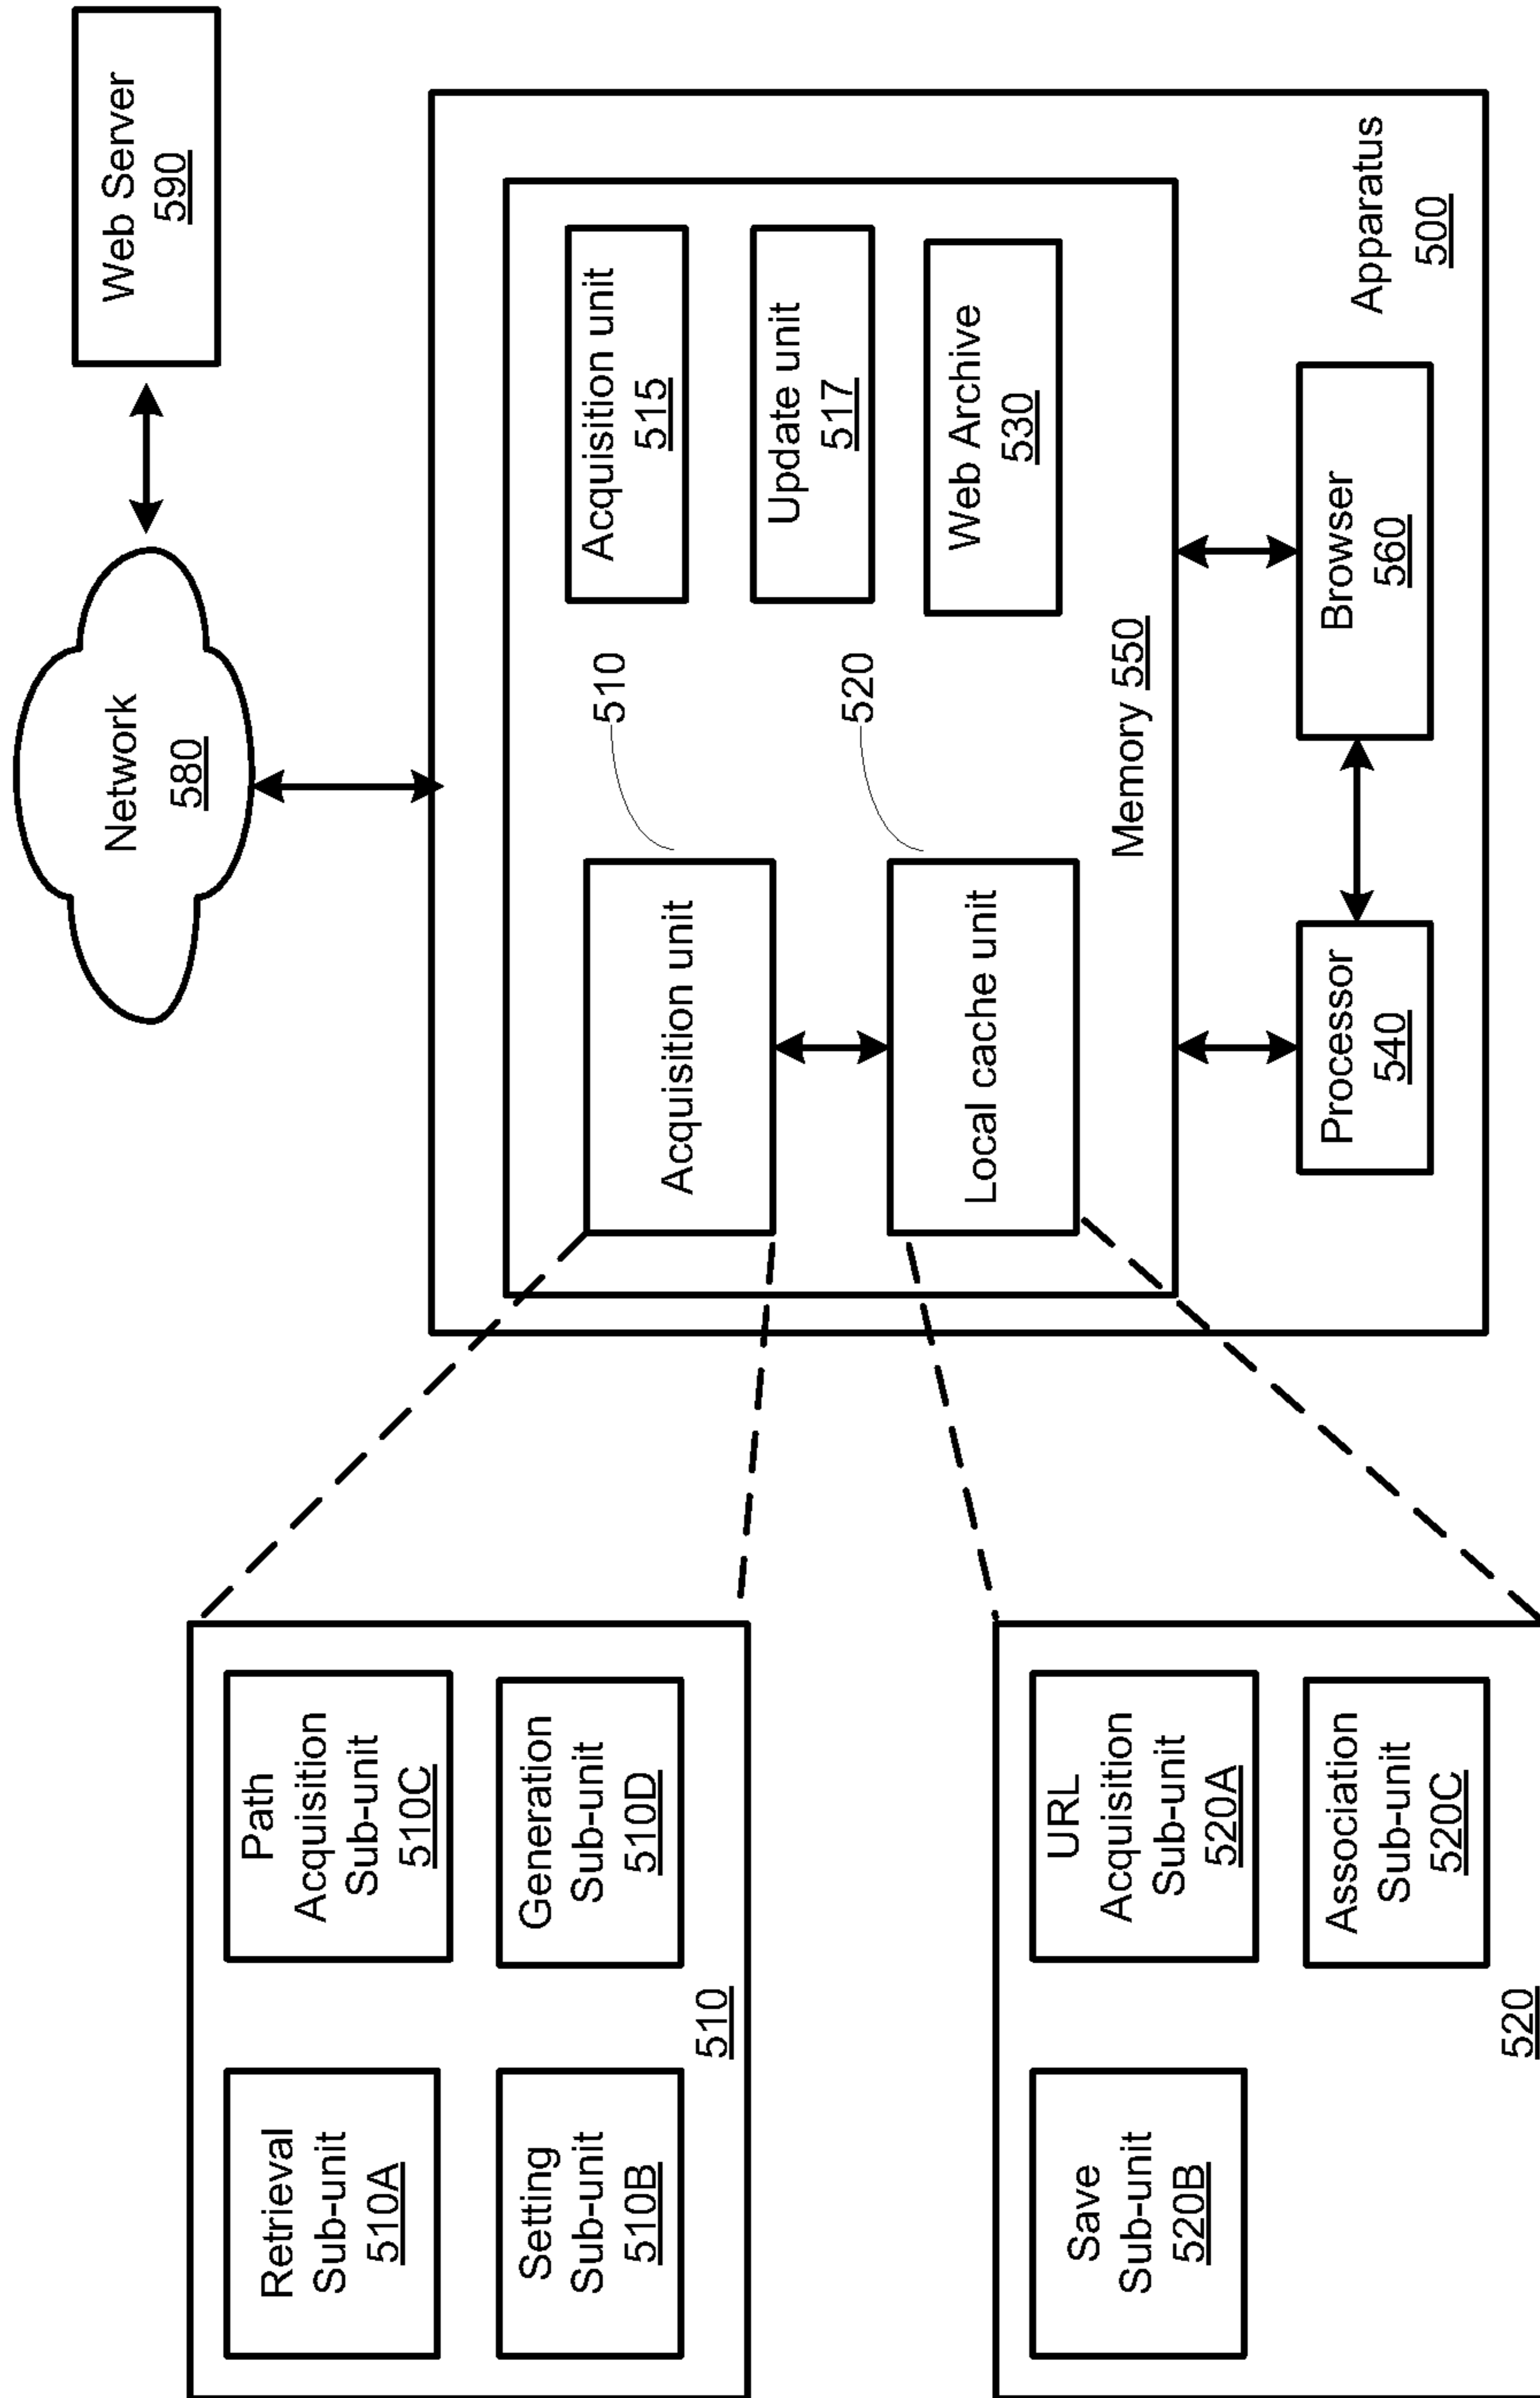 Web Server
590
Network
580
Retrieval
Sub-unit
510A
Path
Acquisition
Sub-unit
510C
Setting
Sub-unit
510B
Generation
Sub-unit
510D
510
Save
Sub-unit
520B
URL
Acquisition
Sub-unit
520A
Association
Sub-unit
520C
520
Acquisition unit
510
Acquisition unit
515
Update unit
517
Local cache unit
520
Web Archive
530
Memory 550
Processor
540
Browser
560
Apparatus
500